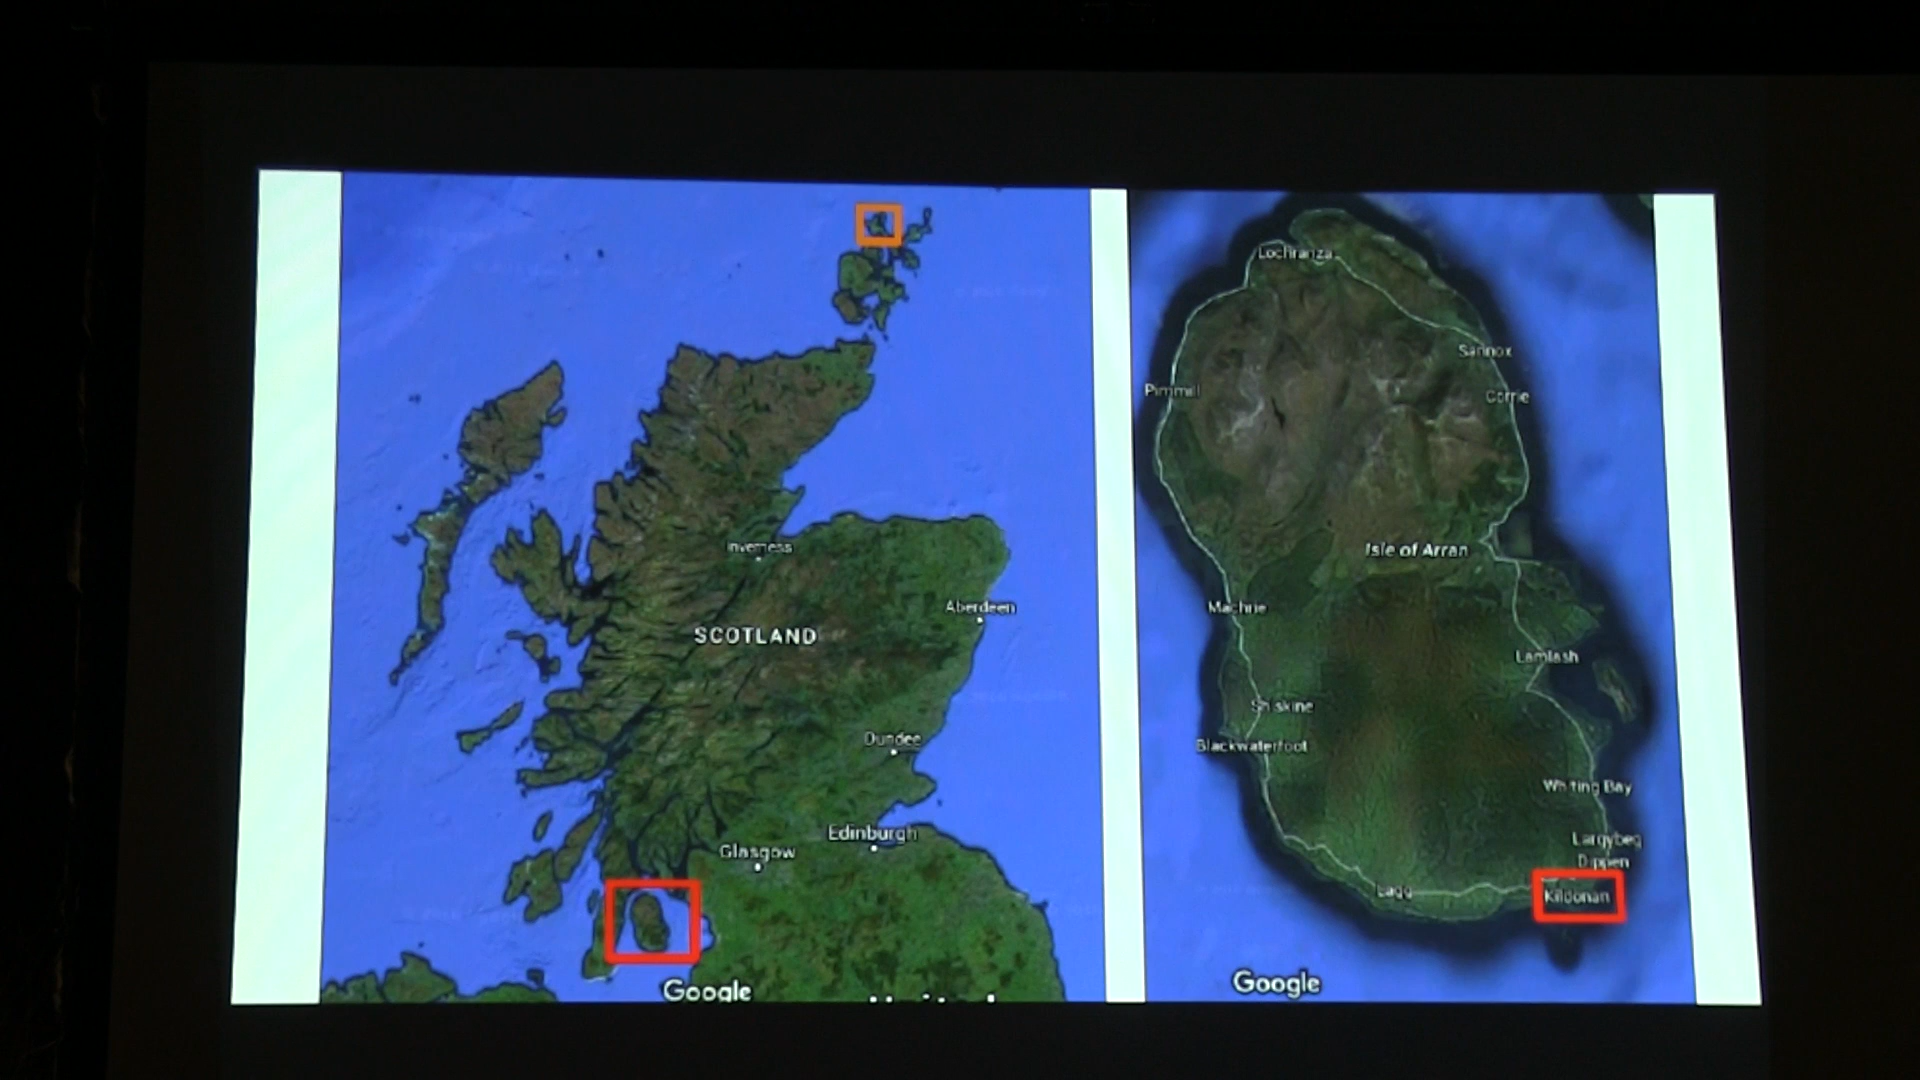 Inverness
Aberdeen
SCOTLAND
Dundee
Edinburgh
Glasgow
Google
Lochranza
Sannox
Pirnmill
Corrie
Isle of Arran
Machrie
Lamlash
Shiskine
Blackwaterfoot
Whiting Bay
Largybeg
Dippen
Lagg
Kildonan
Google